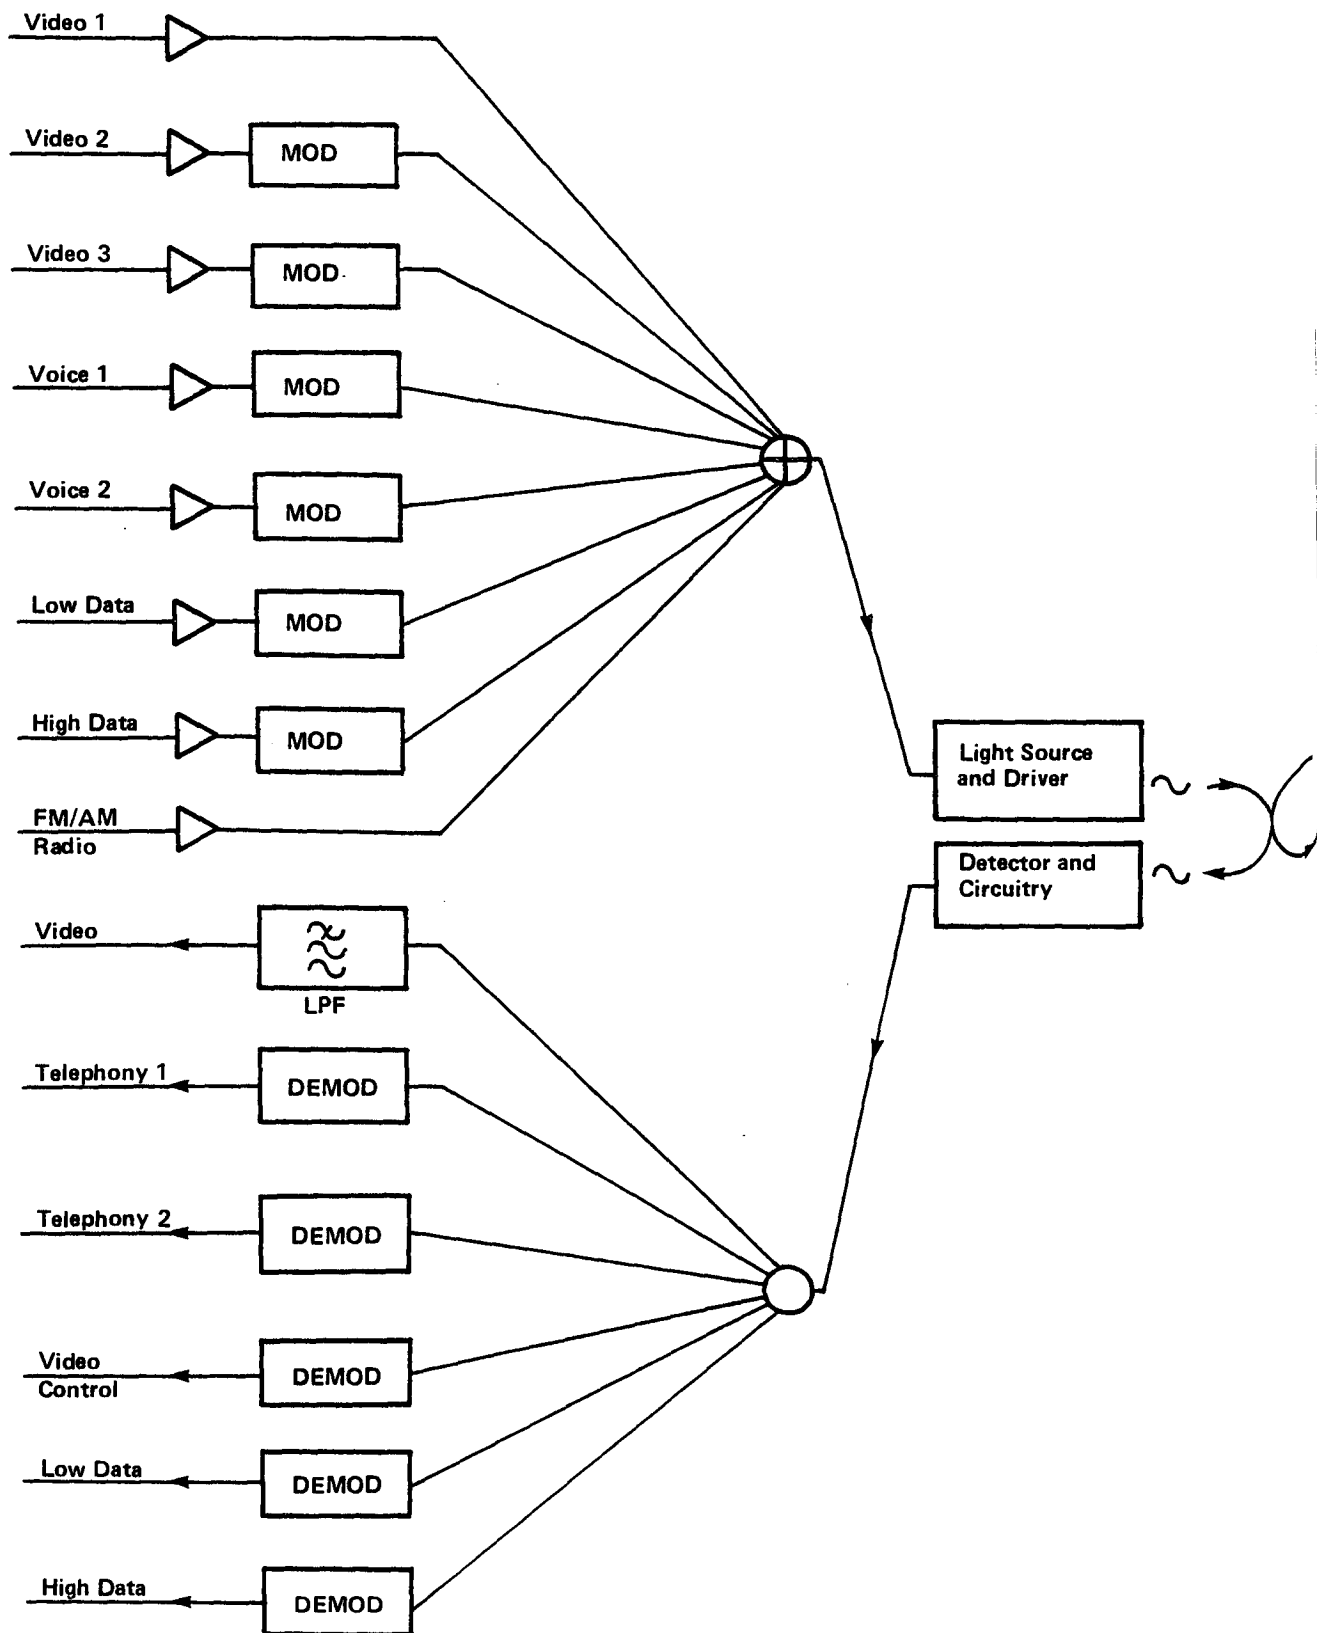 Video 1
Video 2
MOD
Video 3
MOD
Voice 1
MOD
Voice 2
MOD
Low Data
MOD
High Data
MOD
Light Source
and Driver
FM/AM
Radio
Detector and
Circuitry
Video
LPF
Telephony 1
DEMOD
Telephony 2
DEMOD
Video
Control
DEMOD
Low Data
DEMOD
High Data
DEMOD